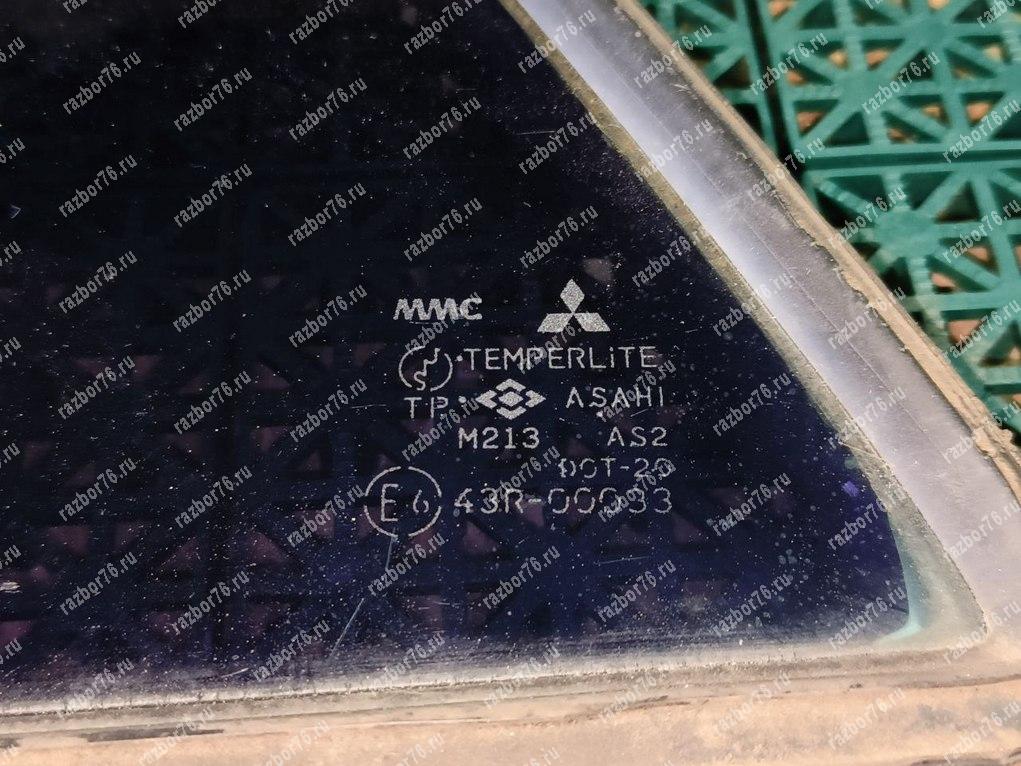 MMC
TEMPERLITE
TP ASAHI
M213 AS2
DOT-20
E6 43R-00033
razbor76.ru